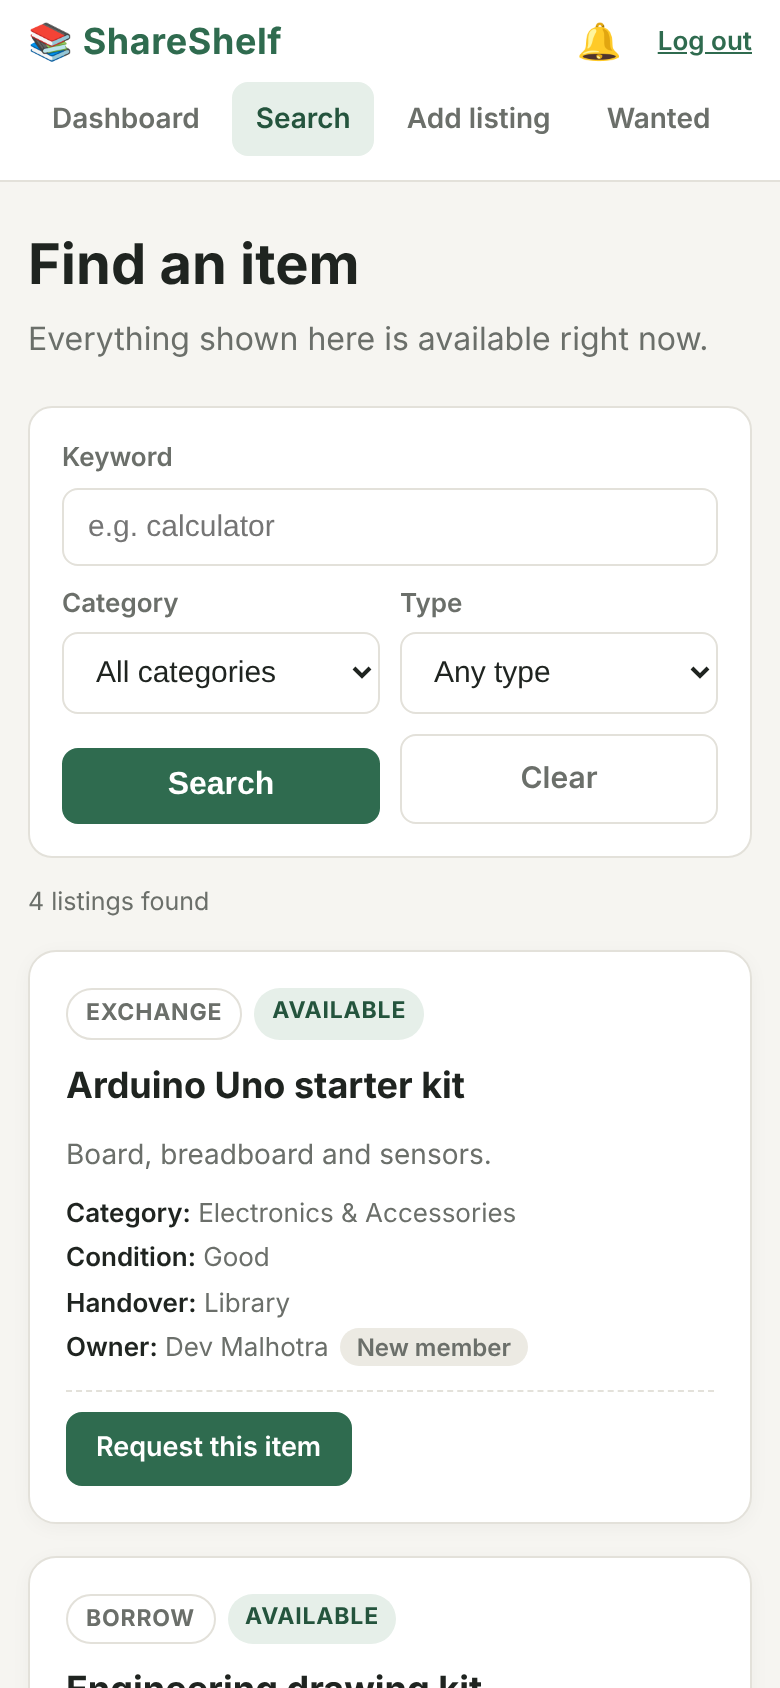 ShareShelf
Log out
Dashboard Search Add listing Wanted
Find an item
Everything shown here is available right now.
Keyword
e.g. calculator
Category Type
All categories Any type
Search Clear
4 listings found
EXCHANGE AVAILABLE
Arduino Uno starter kit
Board, breadboard and sensors.
Category: Electronics & Accessories
Condition: Good
Handover: Library
Owner: Dev Malhotra New member
Request this item
BORROW AVAILABLE
Engineering drawing kit